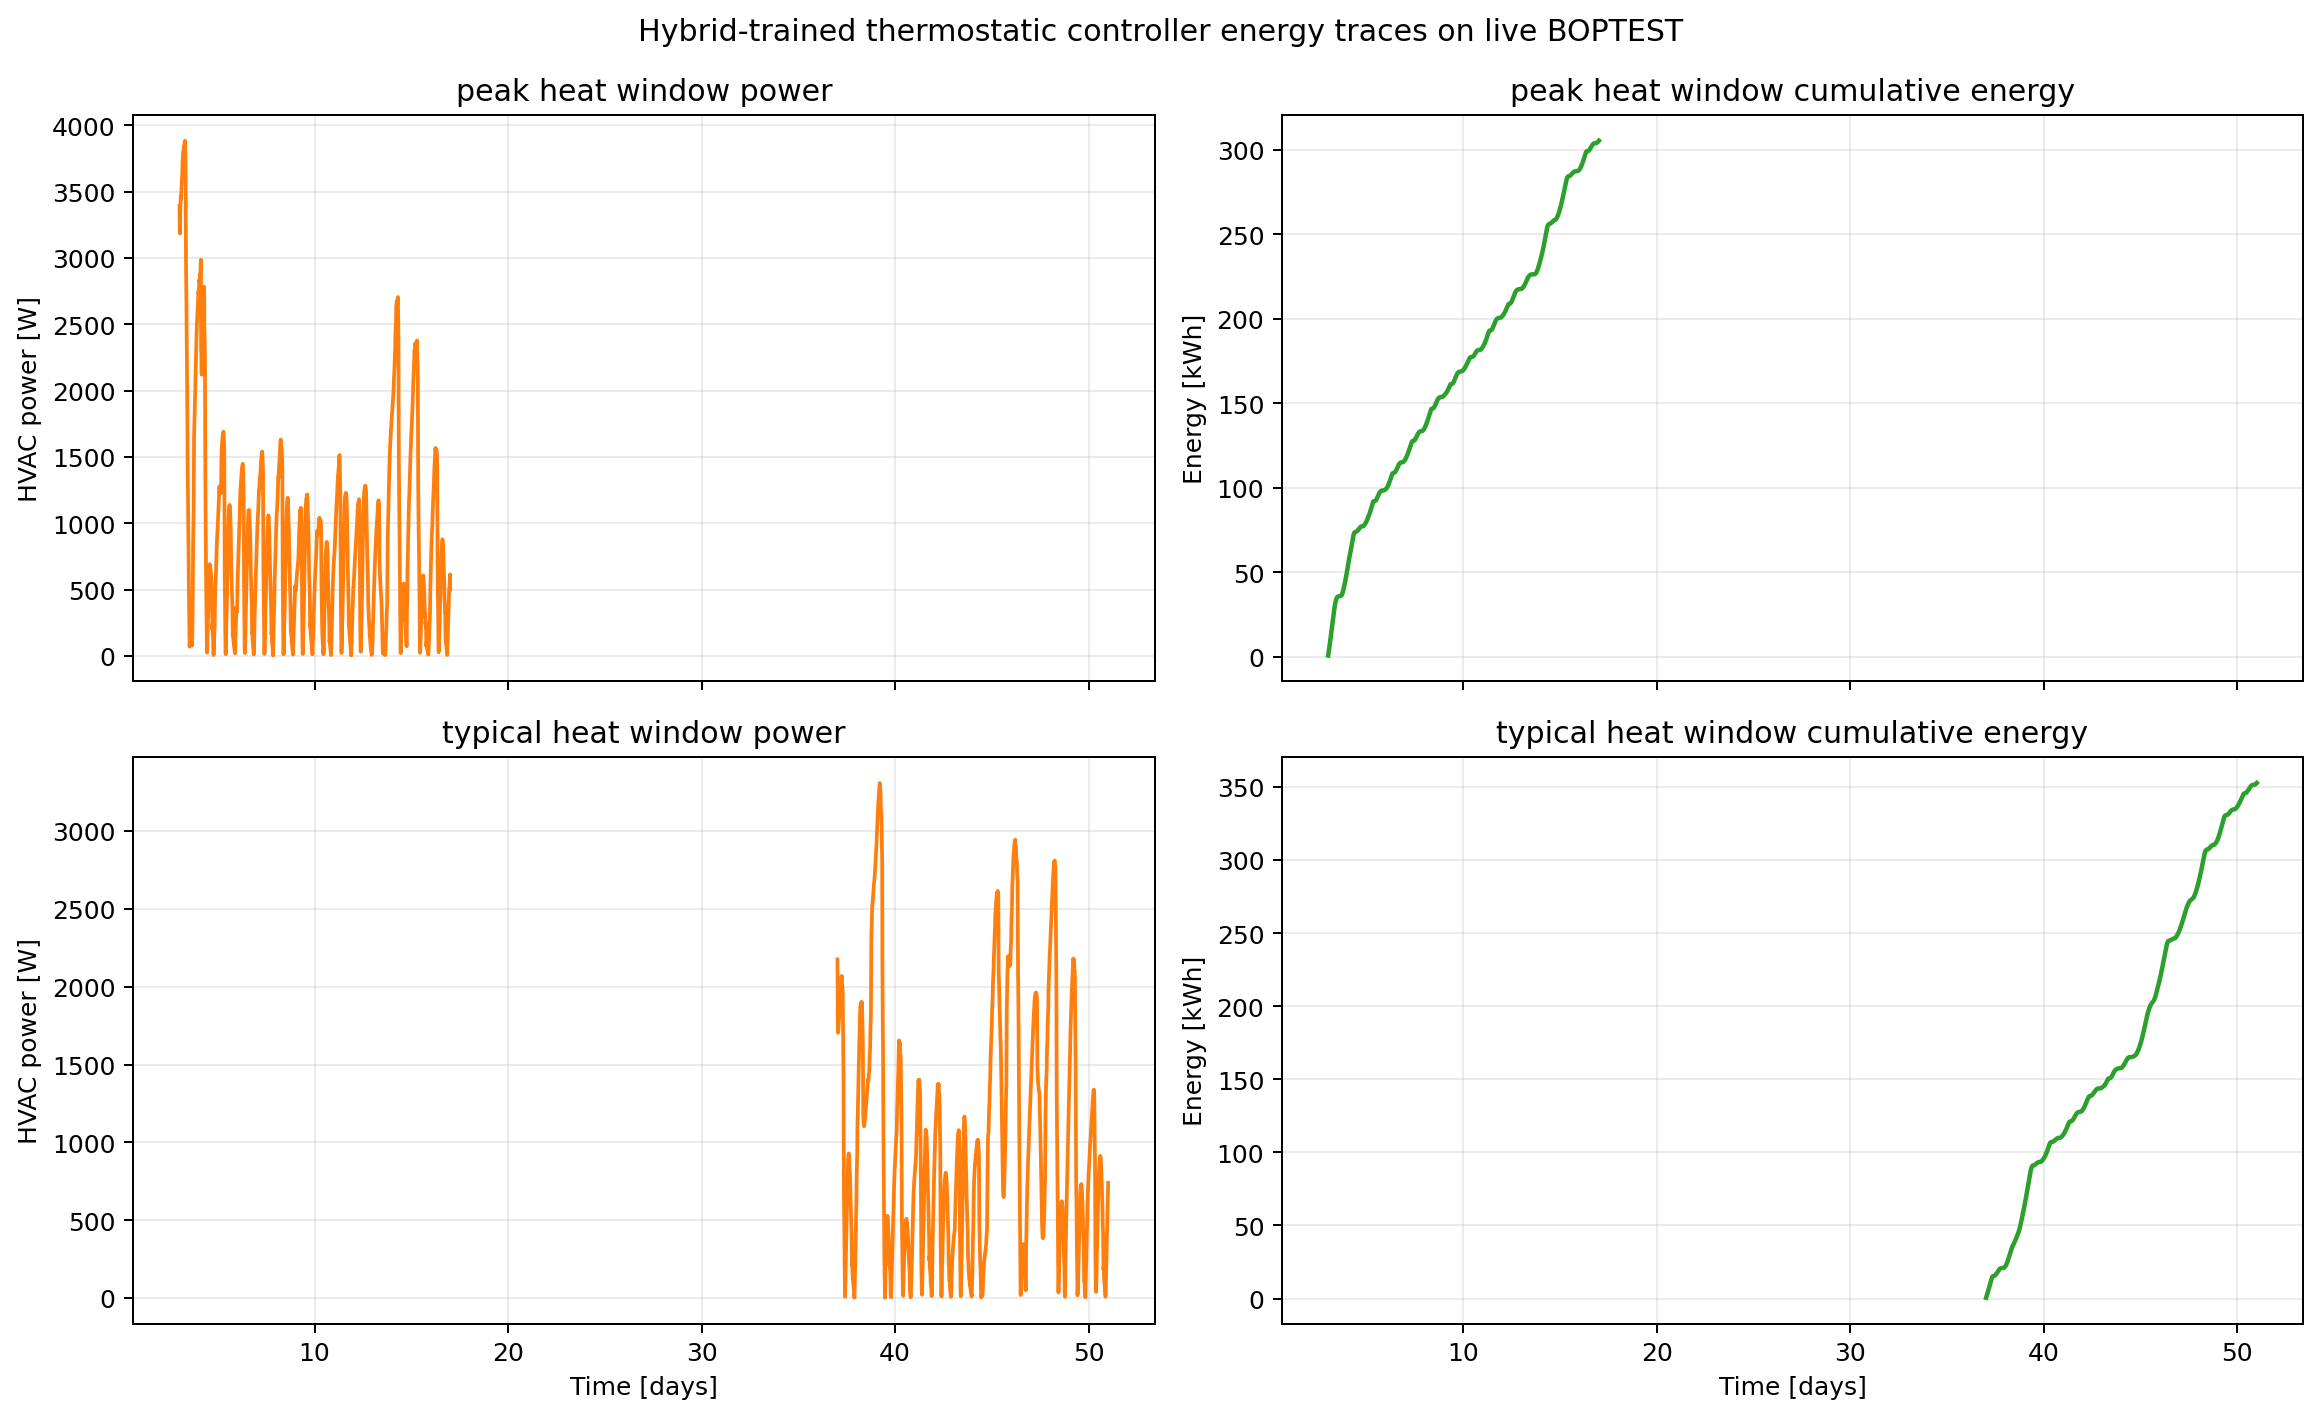 Hybrid-trained thermostatic controller energy traces on live BOPTEST
peak heat window power
4000
3500
3000
2500
2000
1500
1000
500
0
HVAC power [W]
peak heat window cumulative energy
300
250
200
150
100
50
0
Energy [kWh]
typical heat window power
3000
2500
2000
1500
1000
500
0
HVAC power [W]
10 20 30 40 50
Time [days]
typical heat window cumulative energy
350
300
250
200
150
100
50
0
Energy [kWh]
10 20 30 40 50
Time [days]